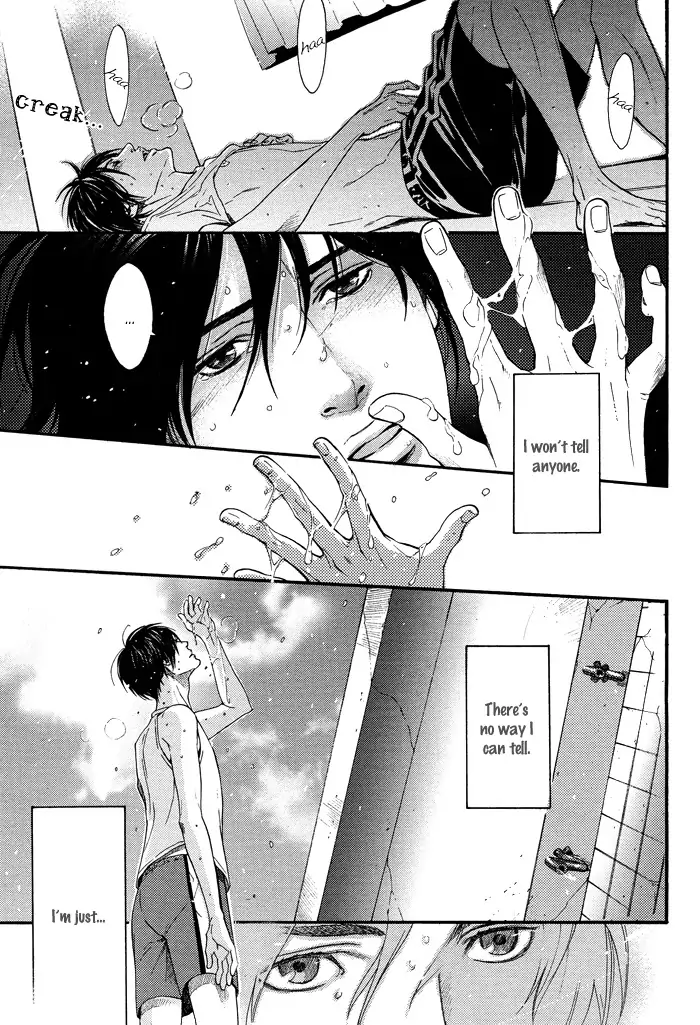 haa
haa
haa
creak...
...
I won't tell
anyone.
There's
no way I
can tell.
I'm just...